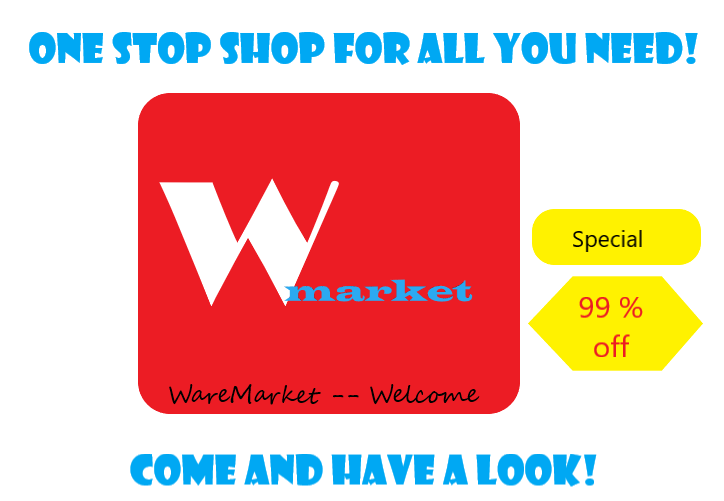 ONE STOP SHOP FOR ALL YOU NEED!
W
market
Special
99 %
off
WareMarket -- Welcome
COME AND HAVE A LOOK!